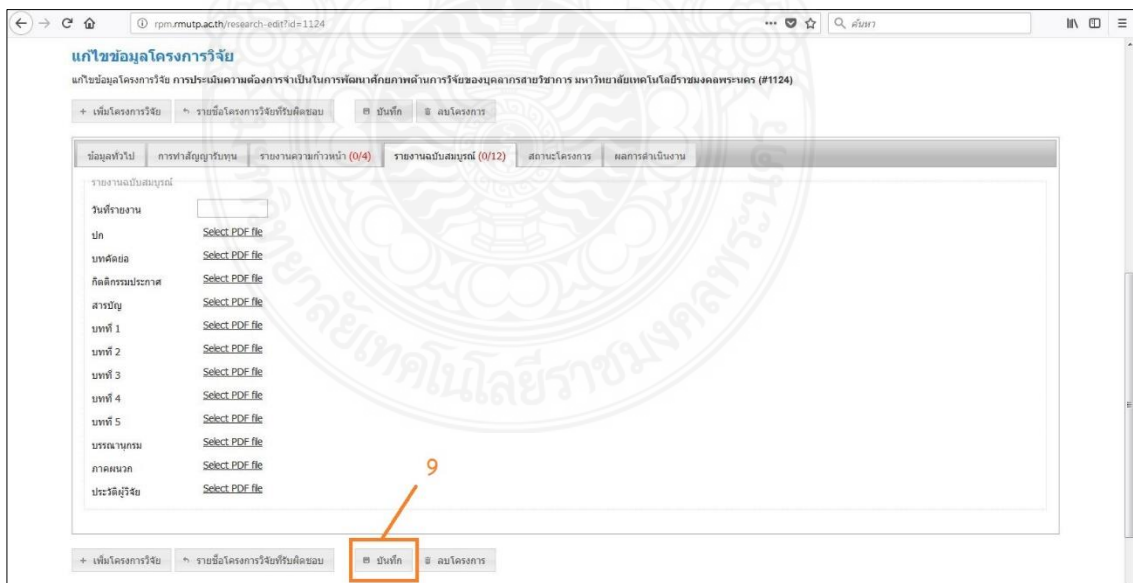 rpm.rmutp.ac.th/research-edit?id=1124 ค้นหา
แก้ไขข้อมูลโครงการวิจัย
แก้ไขข้อมูลโครงการวิจัย การประเมินความต้องการจำเป็นในการพัฒนาศักยภาพด้านการวิจัยของบุคลากรสายวิชาการ มหาวิทยาลัยเทคโนโลยีราชมงคลพระนคร (#1124)
+ เพิ่มโครงการวิจัย รายชื่อโครงการวิจัยที่รับผิดชอบ บันทึก ลบโครงการ
ข้อมูลทั่วไป การทำสัญญารับทุน รายงานความก้าวหน้า (0/4) รายงานฉบับสมบูรณ์ (0/12) สถานะโครงการ ผลการดำเนินงาน
รายงานฉบับสมบูรณ์
วันที่รายงาน
ปก Select PDF file
บทคัดย่อ Select PDF file
กิตติกรรมประกาศ Select PDF file
สารบัญ Select PDF file
บทที่ 1 Select PDF file
บทที่ 2 Select PDF file
บทที่ 3 Select PDF file
บทที่ 4 Select PDF file
บทที่ 5 Select PDF file
บรรณานุกรม Select PDF file
ภาคผนวก Select PDF file
ประวัติผู้วิจัย Select PDF file
9
+ เพิ่มโครงการวิจัย รายชื่อโครงการวิจัยที่รับผิดชอบ บันทึก ลบโครงการ